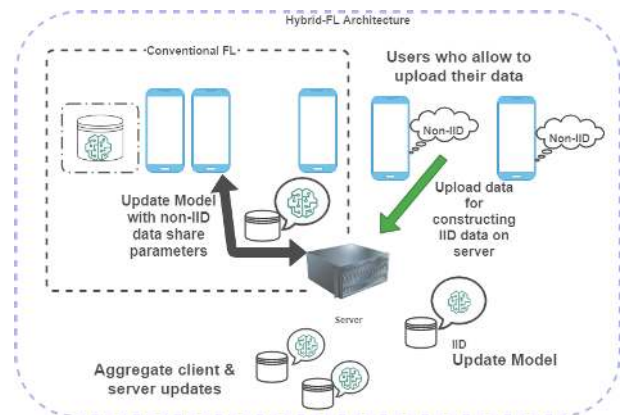 Hybrid-FL Architecture
Conventional FL
Users who allow to
upload their data
Non-IID
Non-IID
Update Model
with non-IID
data share
parameters
Upload data
for
constructing
IID data on
server
Server
IID
Update Model
Aggregate client &
server updates